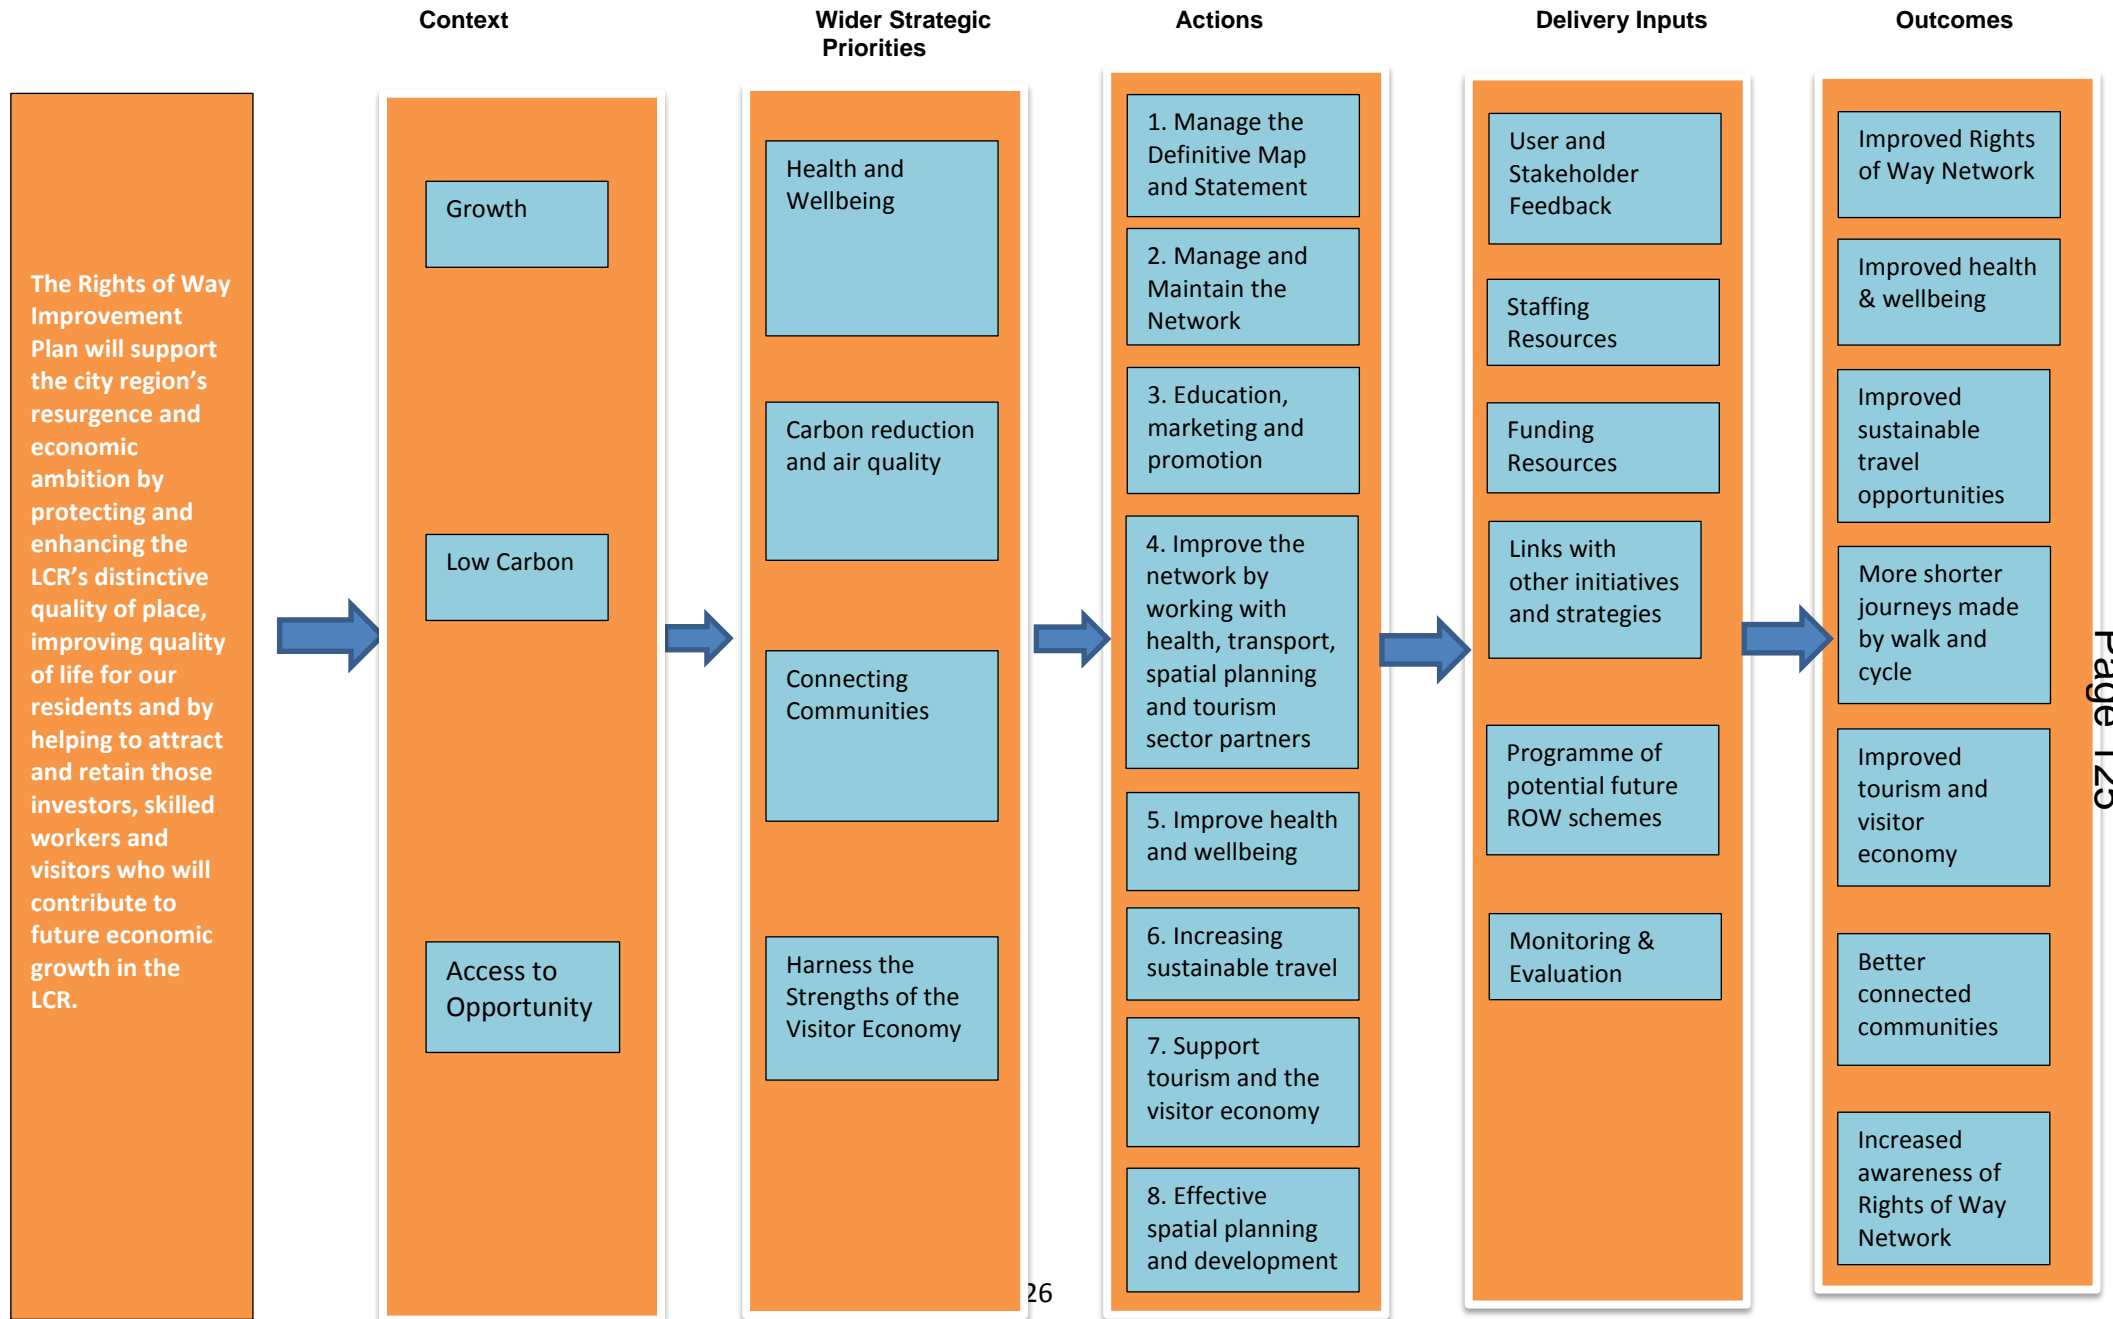 Context
Wider Strategic
Priorities
Actions
Delivery Inputs
Outcomes
The Rights of Way
Improvement
Plan will support
the city region's
resurgence and
economic
ambition by
protecting and
enhancing the
LCR's distinctive
quality of place,
improving quality
of life for our
residents and by
helping to attract
and retain those
investors, skilled
workers and
visitors who will
contribute to
future economic
growth in the
LCR.
Growth
Low Carbon
Access to
Opportunity
Health and
Wellbeing
Carbon reduction
and air quality
Connecting
Communities
Harness the
Strengths of the
Visitor Economy
1. Manage the
Definitive Map
and Statement
2. Manage and
Maintain the
Network
3. Education,
marketing and
promotion
4. Improve the
network by
working with
health, transport,
spatial planning
and tourism
sector partners
5. Improve health
and wellbeing
6. Increasing
sustainable travel
7. Support
tourism and the
visitor economy
8. Effective
spatial planning
and development
User and
Stakeholder
Feedback
Staffing
Resources
Funding
Resources
Links with
other initiatives
and strategies
Programme of
potential future
ROW schemes
Monitoring &
Evaluation
Improved Rights
of Way Network
Improved health
& wellbeing
Improved
sustainable
travel
opportunities
More shorter
journeys made
by walk and
cycle
Improved
tourism and
visitor
economy
Better
connected
communities
Increased
awareness of
Rights of Way
Network
26
Page 125